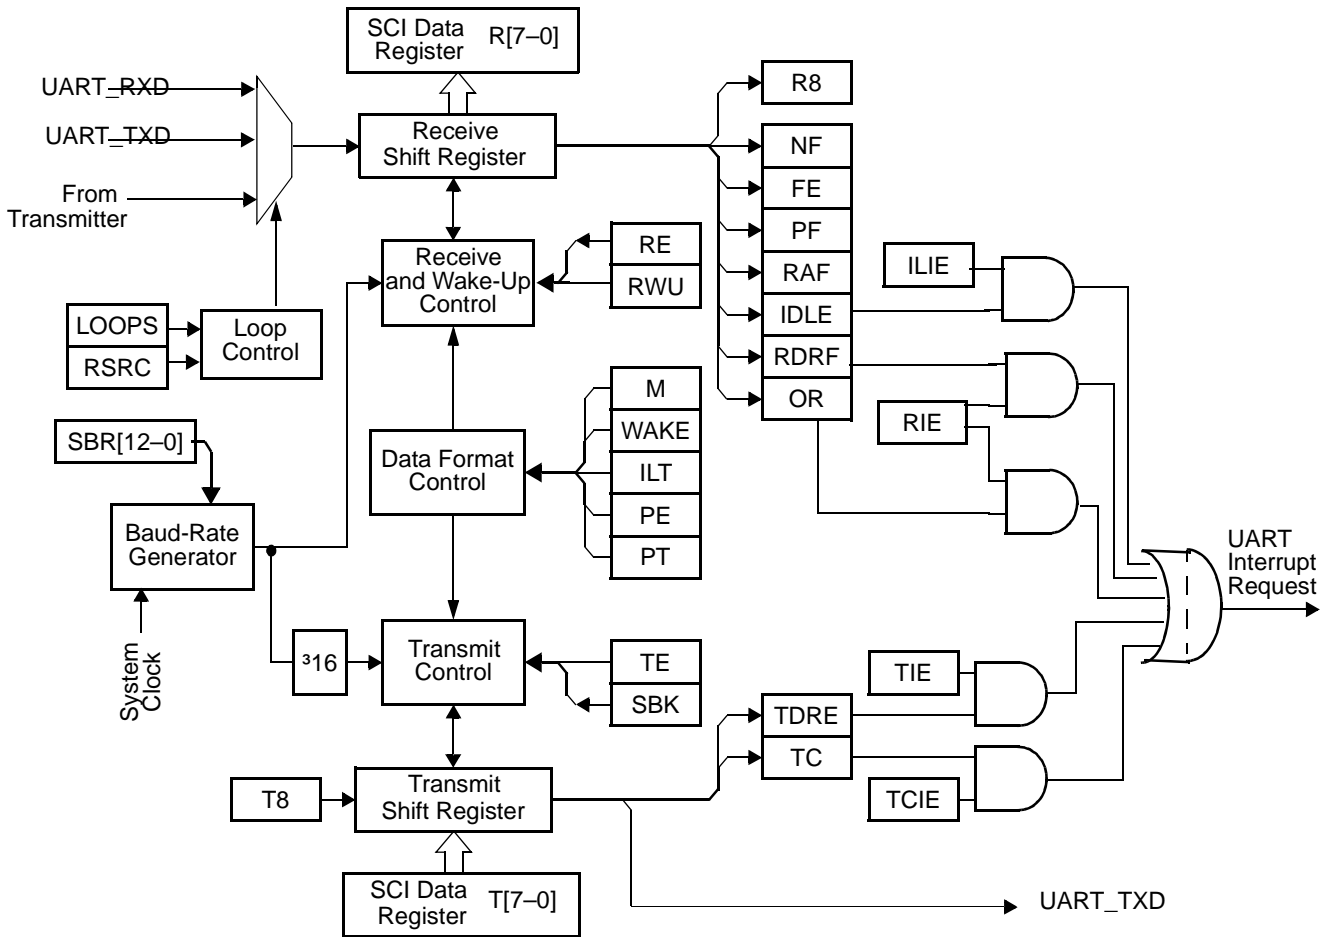 SCI Data
Register
R[7–0]
UART_RXD
UART_TXD
From
Transmitter
Receive
Shift Register
R8
NF
FE
PF
RAF
IDLE
RDRF
OR
Receive
and Wake-Up
Control
RE
RWU
ILIE
LOOPS
RSRC
Loop
Control
RIE
M
WAKE
ILT
PE
PT
SBR[12–0]
Data Format
Control
Baud-Rate
Generator
UART
Interrupt
Request
System
Clock
³16
Transmit
Control
TE
SBK
TIE
TDRE
TC
TCIE
T8
Transmit
Shift Register
SCI Data
Register
T[7–0]
UART_TXD